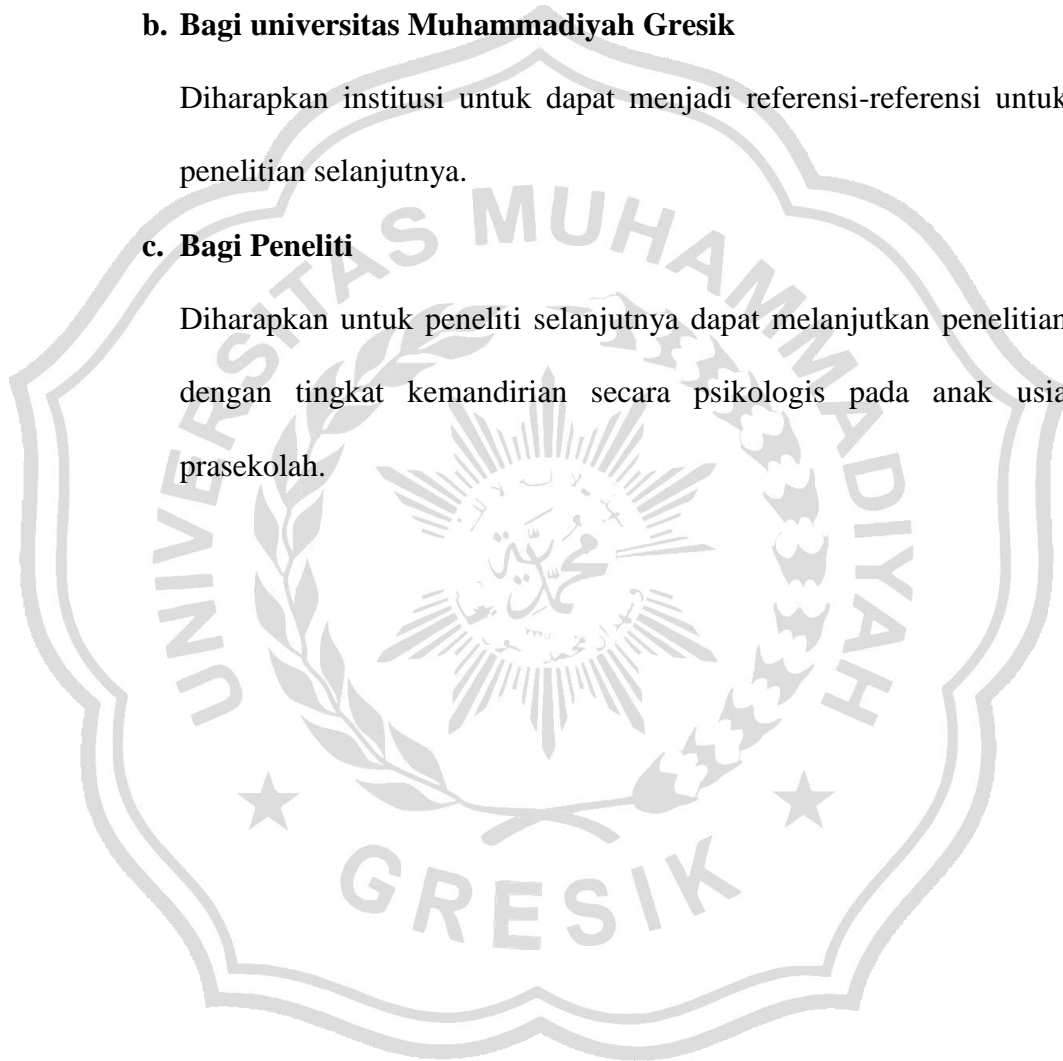 b. Bagi universitas Muhammadiyah Gresik
Diharapkan institusi untuk dapat menjadi referensi-referensi untuk
penelitian selanjutnya.
c. Bagi Peneliti
Diharapkan untuk peneliti selanjutnya dapat melanjutkan penelitian
dengan tingkat kemandirian secara psikologis pada anak usia
prasekolah.
UNIVERSITAS MUHAMMADIYAH
GRESIK